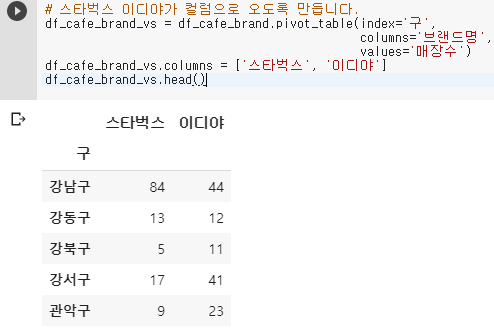 # 스타벅스 이디야가 컬럼으로 오도록 만듭니다.
df_cafe_brand_vs = df_cafe_brand.pivot_table(index='구',
columns='브랜드명',
values='매장수')
df_cafe_brand_vs.columns = ['스타벅스', '이디야']
df_cafe_brand_vs.head()
스타벅스 이디야
구
강남구 84 44
강동구 13 12
강북구 5 11
강서구 17 41
관악구 9 23